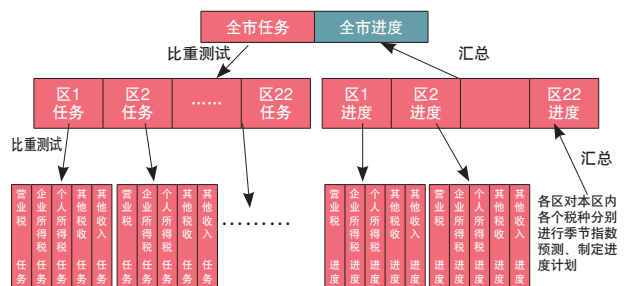 全市任务 全市进度
比重测试 汇总
区1 区2 …… 区22 区1 区2 区22
任务 任务 任务 进度 进度 进度
比重测试 汇总
营业税 任务
企业所得税 任务
个人所得税 任务
其他税收 任务
其他收入 任务
营业税 任务
企业所得税 任务
个人所得税 任务
其他税收 任务
其他收入 任务
………
营业税 进度
企业所得税 进度
个人所得税 进度
其他税收 进度
其他收入 进度
营业税 进度
企业所得税 进度
个人所得税 进度
其他税收 进度
其他收入 进度
各区对本区内
各个税种分别
进行季节指数
预测、制定进
度计划